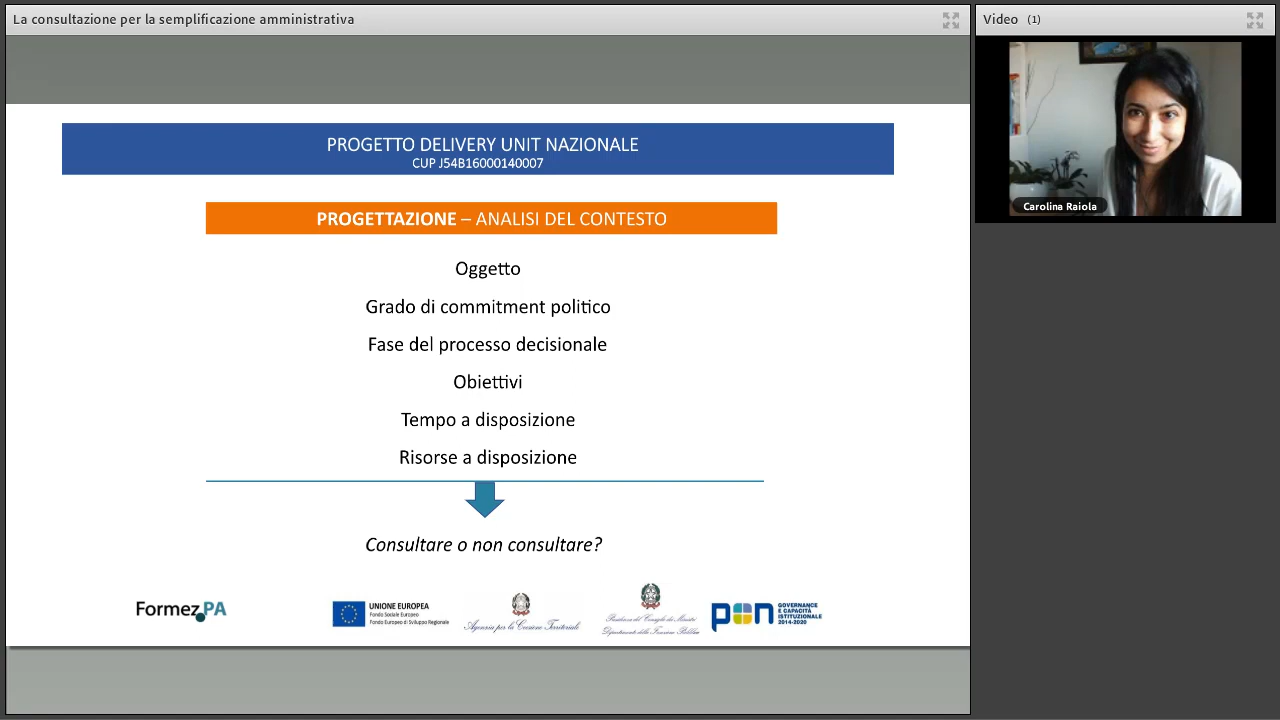 La consultazione per la semplificazione amministrativa
Video (1)
Carolina Raiola
PROGETTO DELIVERY UNIT NAZIONALE
CUP J54B16000140007
PROGETTAZIONE – ANALISI DEL CONTESTO
Oggetto
Grado di commitment politico
Fase del processo decisionale
Obiettivi
Tempo a disposizione
Risorse a disposizione
Consultare o non consultare?
Formez PA
UNIONE EUROPEA
Fondo Sociale Europeo
Fondo Europeo di Sviluppo Regionale
Agenzia per la Coesione Territoriale
Presidenza del Consiglio dei Ministri
Dipartimento della Funzione Pubblica
pon
GOVERNANCE
E CAPACITÀ
ISTITUZIONALE
2014-2020